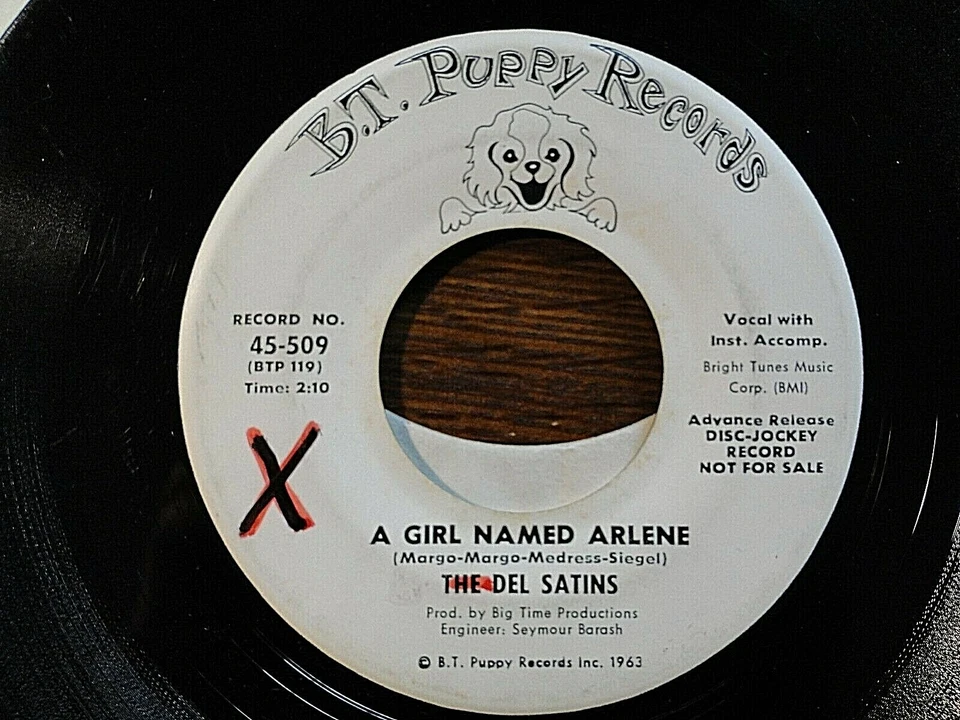 B.T. Puppy Records
RECORD NO.
45-509
(BTP 119)
Time: 2:10
Vocal with
Inst. Accomp.
Bright Tunes Music
Corp. (BMI)
Advance Release
DISC-JOCKEY
RECORD
NOT FOR SALE
X
A GIRL NAMED ARLENE
(Margo-Margo-Medress-Siegel)
THE DEL SATINS
Prod. by Big Time Productions
Engineer: Seymour Barash
© B.T. Puppy Records Inc. 1963